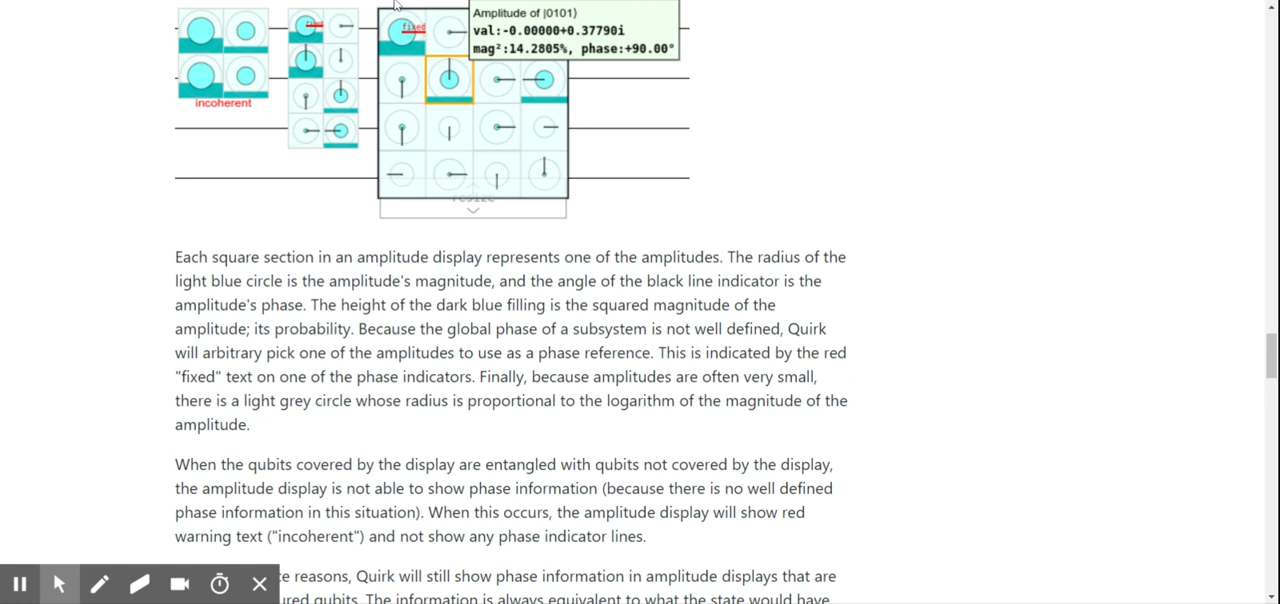 Amplitude of |0101⟩
val:-0.00000+0.37790i
mag²:14.2805%, phase:+90.00°
fixed
fixed
incoherent
resize
Each square section in an amplitude display represents one of the amplitudes. The radius of the
light blue circle is the amplitude's magnitude, and the angle of the black line indicator is the
amplitude's phase. The height of the dark blue filling is the squared magnitude of the
amplitude; its probability. Because the global phase of a subsystem is not well defined, Quirk
will arbitrary pick one of the amplitudes to use as a phase reference. This is indicated by the red
"fixed" text on one of the phase indicators. Finally, because amplitudes are often very small,
there is a light grey circle whose radius is proportional to the logarithm of the magnitude of the
amplitude.
When the qubits covered by the display are entangled with qubits not covered by the display,
the amplitude display is not able to show phase information (because there is no well defined
phase information in this situation). When this occurs, the amplitude display will show red
warning text ("incoherent") and not show any phase indicator lines.
reasons, Quirk will still show phase information in amplitude displays that are
qubits. The information is always equivalent to what the state would have